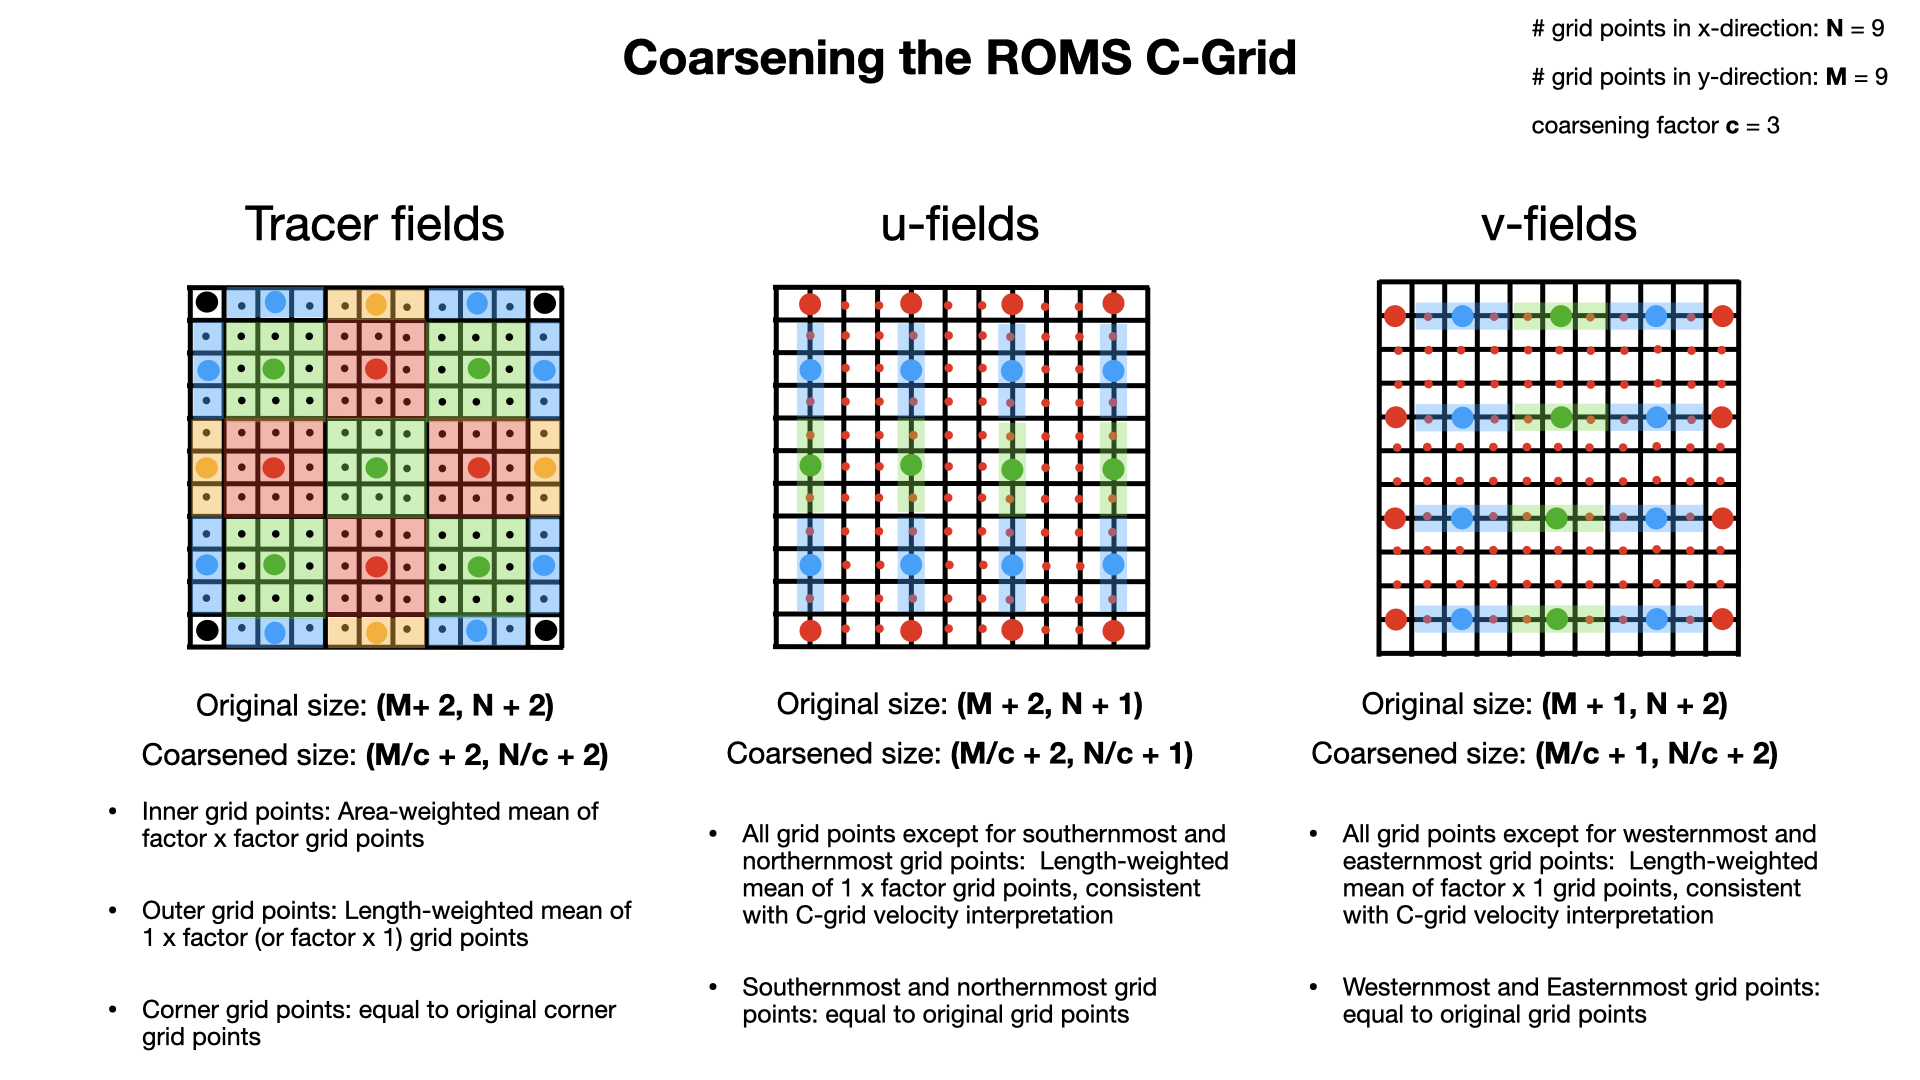 Coarsening the ROMS C-Grid
# grid points in x-direction: N = 9
# grid points in y-direction: M = 9
coarsening factor c = 3
Tracer fields
Original size: (M+ 2, N + 2)
Coarsened size: (M/c + 2, N/c + 2)
• Inner grid points: Area-weighted mean of
factor x factor grid points
• Outer grid points: Length-weighted mean of
1 x factor (or factor x 1) grid points
• Corner grid points: equal to original corner
grid points
u-fields
Original size: (M + 2, N + 1)
Coarsened size: (M/c + 2, N/c + 1)
• All grid points except for southernmost and
northernmost grid points:  Length-weighted
mean of 1 x factor grid points, consistent
with C-grid velocity interpretation
• Southernmost and northernmost grid
points: equal to original grid points
v-fields
Original size: (M + 1, N + 2)
Coarsened size: (M/c + 1, N/c + 2)
• All grid points except for westernmost and
easternmost grid points:  Length-weighted
mean of factor x 1 grid points, consistent
with C-grid velocity interpretation
• Westernmost and Easternmost grid points:
equal to original grid points